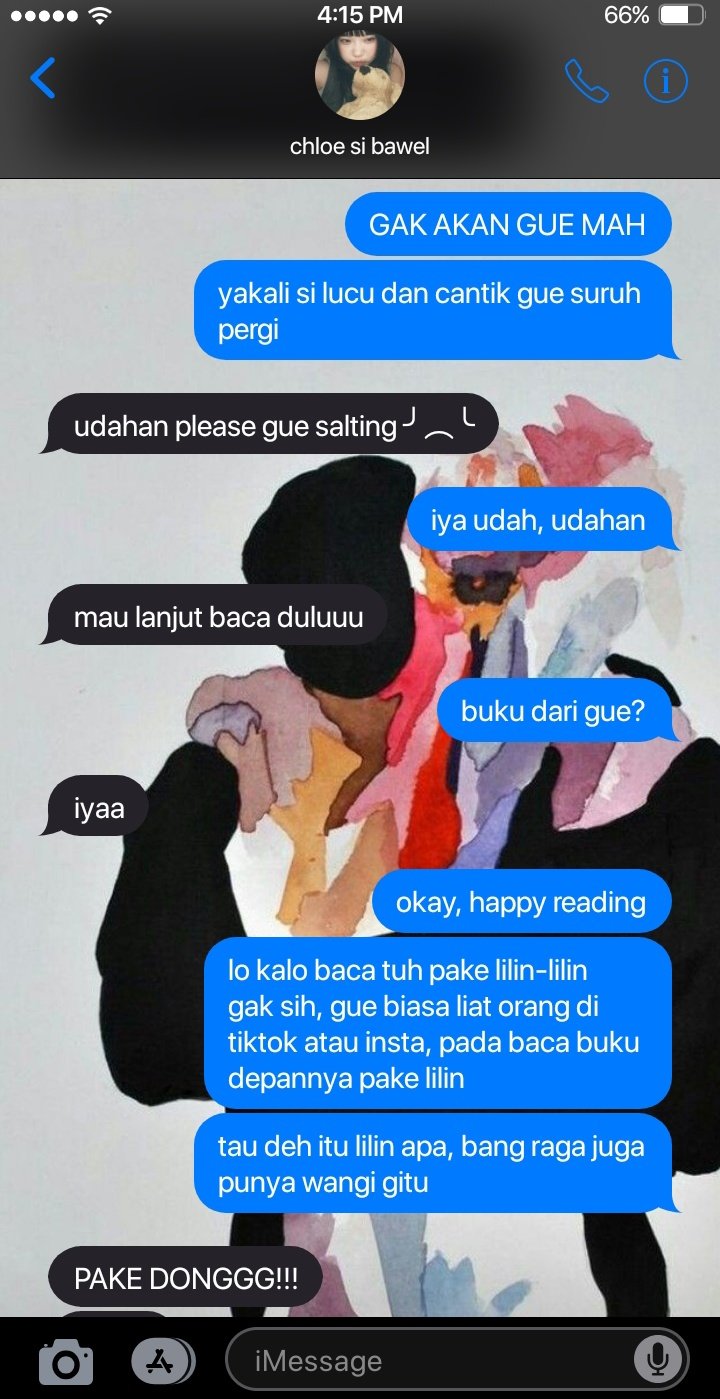 4:15 PM
66%
chloe si bawel
GAK AKAN GUE MAH
yakali si lucu dan cantik gue suruh
pergi
udahan please gue salting╯︵╰
iya udah, udahan
mau lanjut baca duluuu
buku dari gue?
iyaa
okay, happy reading
lo kalo baca tuh pake lilin-lilin
gak sih, gue biasa liat orang di
tiktok atau insta, pada baca buku
depannya pake lilin
tau deh itu lilin apa, bang raga juga
punya wangi gitu
PAKE DONGGG!!!
iMessage